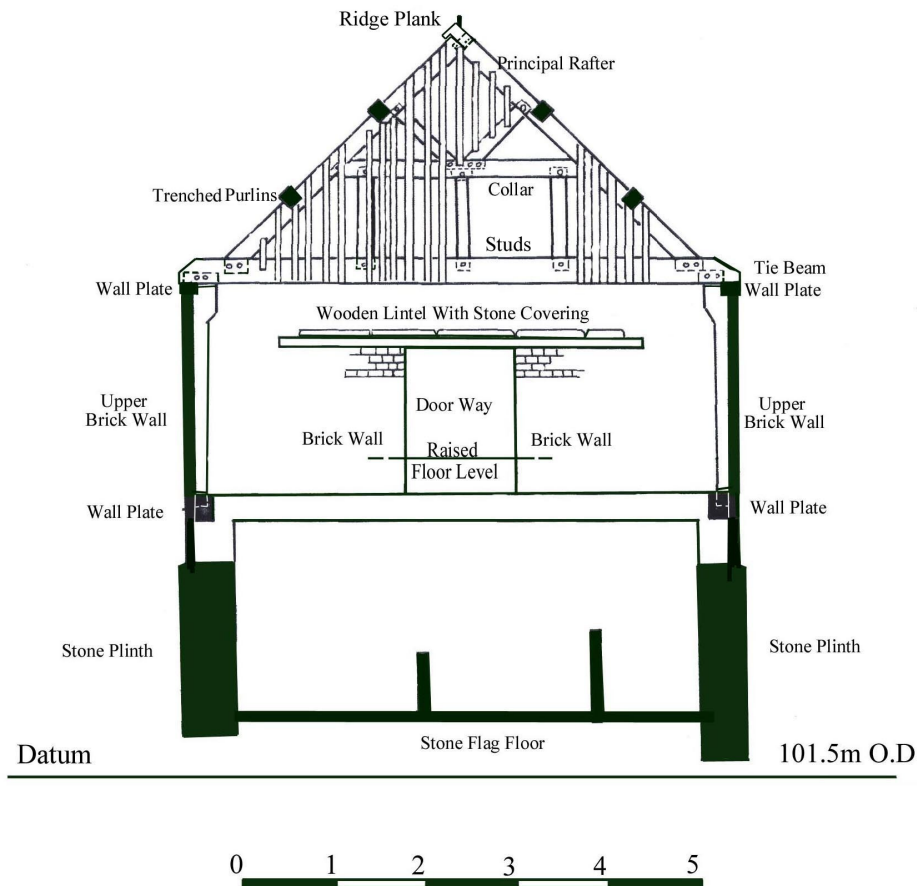 Ridge Plank
Principal Rafter
Trenched Purlins
Collar
Studs
Tie Beam
Wall Plate
Wall Plate
Wooden Lintel With Stone Covering
Upper
Brick Wall
Door Way
Upper
Brick Wall
Brick Wall
Raised
Floor Level
Brick Wall
Wall Plate
Wall Plate
Stone Plinth
Stone Plinth
Stone Flag Floor
Datum
101.5m O.D
0 1 2 3 4 5